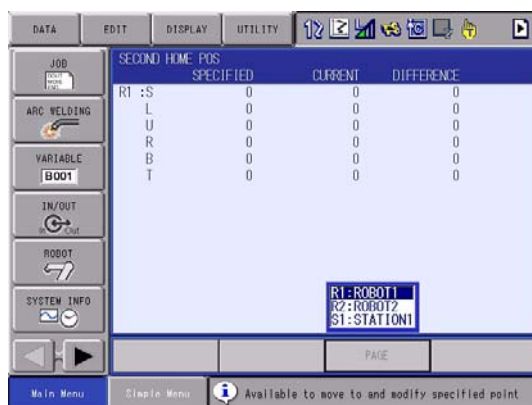 DATA EDIT DISPLAY UTILITY
JOB
ARC WELDING
VARIABLE
B001
IN/OUT
In Out
ROBOT
SYSTEM INFO
SECOND HOME POS
SPECIFIED CURRENT DIFFERENCE
R1 :S 0 0 0
L 0 0 0
U 0 0 0
R 0 0 0
B 0 0 0
T 0 0 0
R1:ROBOT1
R2:ROBOT2
S1:STATION1
PAGE
Main Menu Simple Menu Available to move to and modify specified point